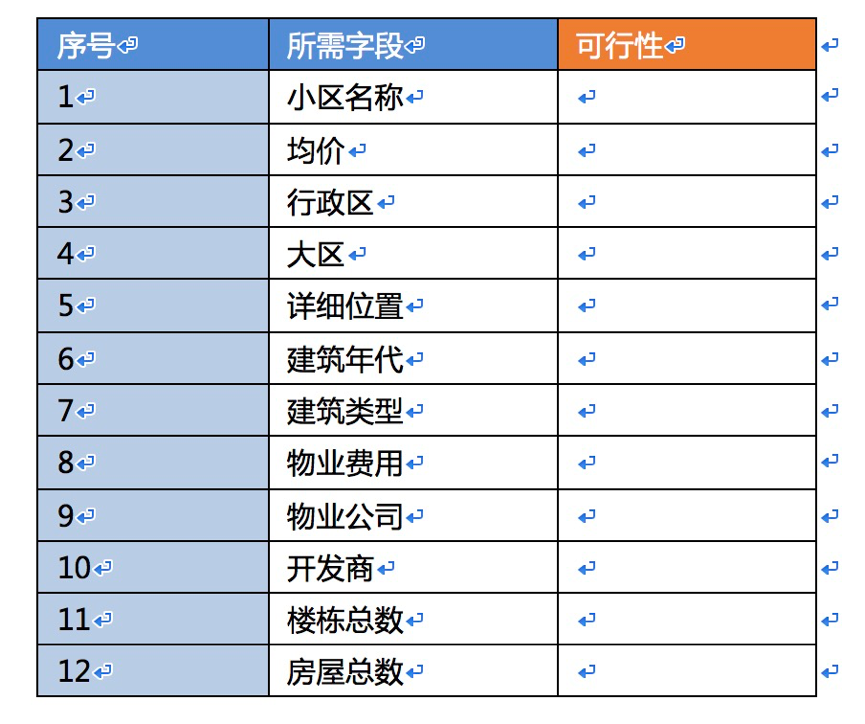 序号 所需字段 可行性
1 小区名称
2 均价
3 行政区
4 大区
5 详细位置
6 建筑年代
7 建筑类型
8 物业费用
9 物业公司
10 开发商
11 楼栋总数
12 房屋总数